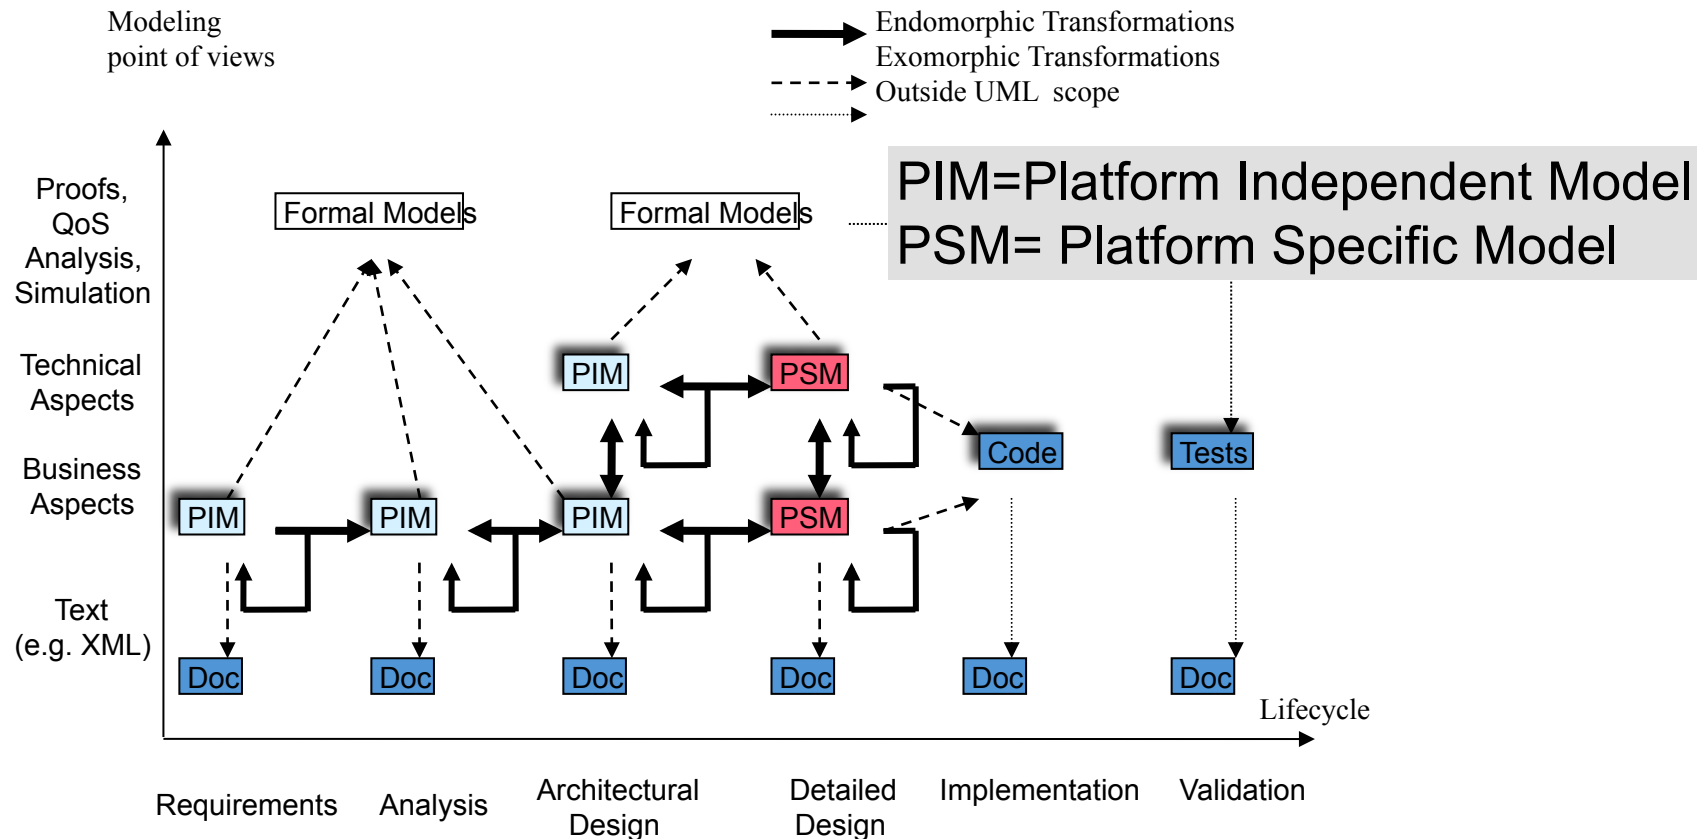 Modeling
point of views
Endomorphic Transformations
Exomorphic Transformations
Outside UML scope
PIM=Platform Independent Model
PSM= Platform Specific Model
Proofs,
QoS
Analysis,
Simulation
Formal Models
Formal Models
Technical
Aspects
PIM
PSM
Code
Tests
Business
Aspects
PIM
PIM
PIM
PSM
Text
(e.g. XML)
Doc
Doc
Doc
Doc
Doc
Doc
Lifecycle
Requirements
Analysis
Architectural
Design
Detailed
Design
Implementation
Validation